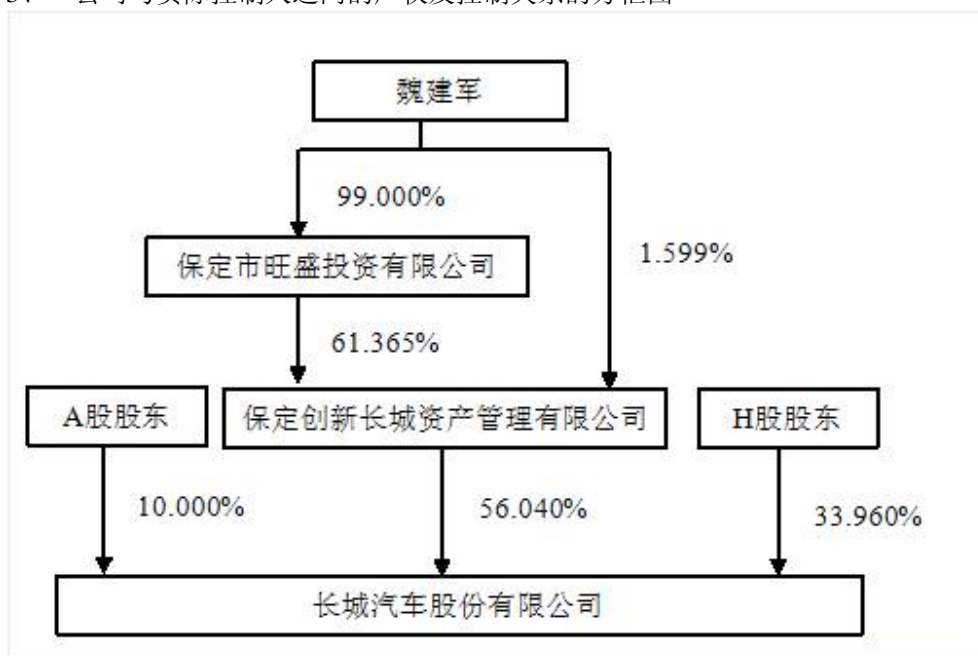 魏建军
99.000%
保定市旺盛投资有限公司
1.599%
61.365%
A股股东
保定创新长城资产管理有限公司
H股股东
10.000%
56.040%
33.960%
长城汽车股份有限公司